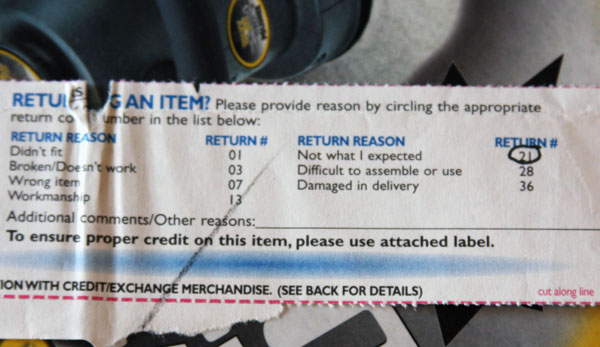 RETU G AN ITEM? Please provide reason by circling the appropriate
return co umber in the list below:
RETURN REASON RETURN # RETURN REASON RETURN #
Didn't fit 01 Not what I expected 21
Broken/Doesn't work 03 Difficult to assemble or use 28
Wrong item 07 Damaged in delivery 36
Workmanship 13
Additional comments/Other reasons:
To ensure proper credit on this item, please use attached label.
ION WITH CREDIT/EXCHANGE MERCHANDISE. (SEE BACK FOR DETAILS)
cut along line